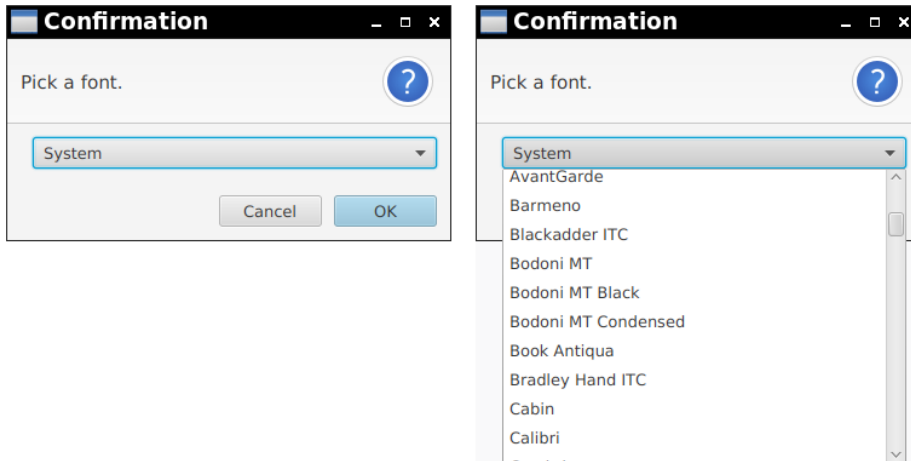 Confirmation
Pick a font.
?
System
Cancel
OK
Confirmation
Pick a font.
?
System
AvantGarde
Barmeno
Blackadder ITC
Bodoni MT
Bodoni MT Black
Bodoni MT Condensed
Book Antiqua
Bradley Hand ITC
Cabin
Calibri